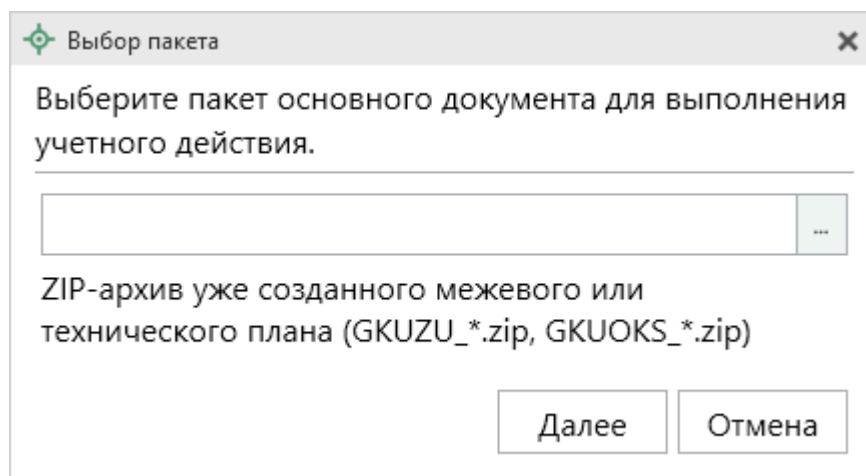 Выбор пакета
Выберите пакет основного документа для выполнения
учетного действия.
...
ZIP-архив уже созданного межевого или
технического плана (GKUZU_*.zip, GKUOKS_*.zip)
Далее Отмена